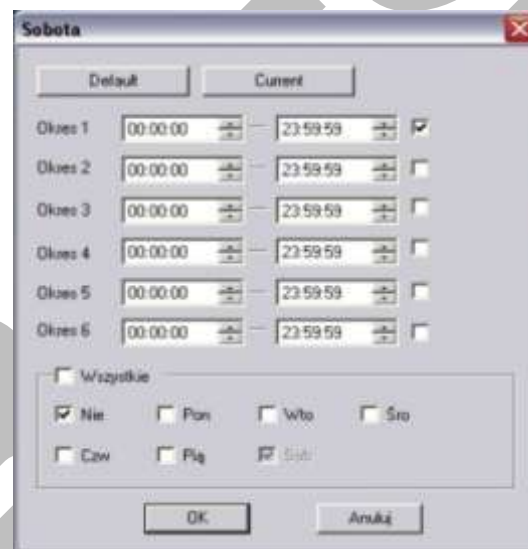 Sobota
Default Current
Okres 1 00:00:00 — 23:59:59
Okres 2 00:00:00 — 23:59:59
Okres 3 00:00:00 — 23:59:59
Okres 4 00:00:00 — 23:59:59
Okres 5 00:00:00 — 23:59:59
Okres 6 00:00:00 — 23:59:59
Wszystkie
Nie Pon Wto Śro
Czw Pią Sob
OK Anuluj